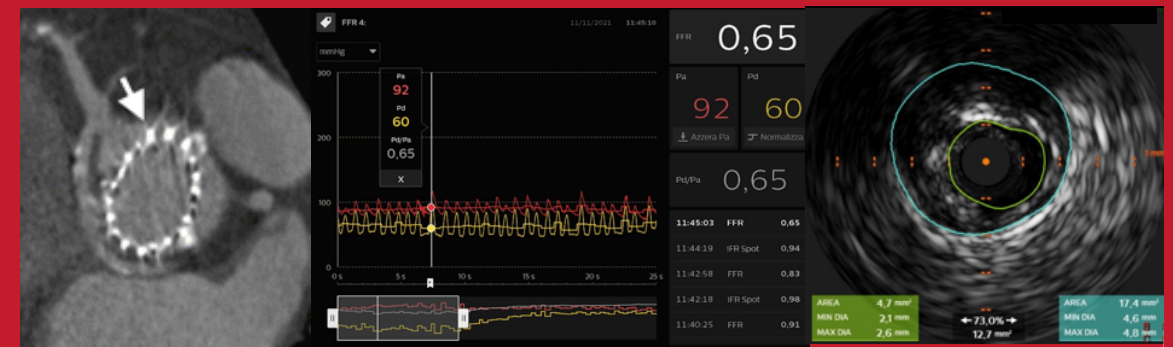 FFR 4:
11/11/2021 11:45:10
mmHg
300
200
100
0
Pa
92
Pd
60
Pd/Pa
0,65
X
0 s 5 s 10 s 15 s 20 s 25 s
FFR 0,65
Pa Pd
92 60
Azzera Pa Normalizza
Pd/Pa 0,65
11:45:03 FFR 0,65
11:44:19 iFR Spot 0,94
11:42:58 FFR 0,83
11:42:18 iFR Spot 0,98
11:40:25 FFR 0,91
AREA 4,7 mm²
MIN DIA 2,1 mm
MAX DIA 2,6 mm
73,0%
12,7 mm²
AREA 17,4 mm²
MIN DIA 4,6 mm
MAX DIA 4,8 mm